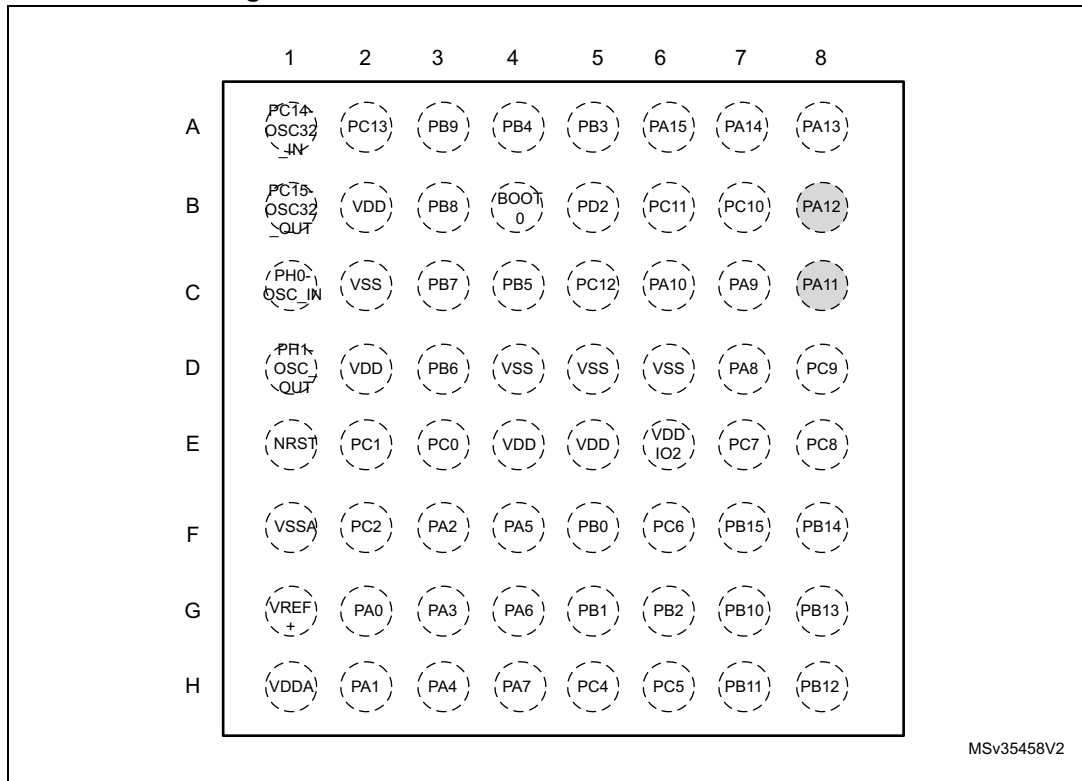 1 2 3 4 5 6 7 8
A PC14-OSC32_IN PC13 PB9 PB4 PB3 PA15 PA14 PA13
B PC15-OSC32_OUT VDD PB8 BOOT0 PD2 PC11 PC10 PA12
C PH0-OSC_IN VSS PB7 PB5 PC12 PA10 PA9 PA11
D PH1-OSC_OUT VDD PB6 VSS VSS VSS PA8 PC9
E NRST PC1 PC0 VDD VDD VDDIO2 PC7 PC8
F VSSA PC2 PA2 PA5 PB0 PC6 PB15 PB14
G VREF+ PA0 PA3 PA6 PB1 PB2 PB10 PB13
H VDDA PA1 PA4 PA7 PC4 PC5 PB11 PB12
MSv35458V2